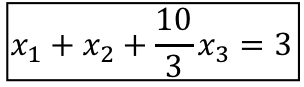 x₁ + x₂ + 10/3 x₃ = 3